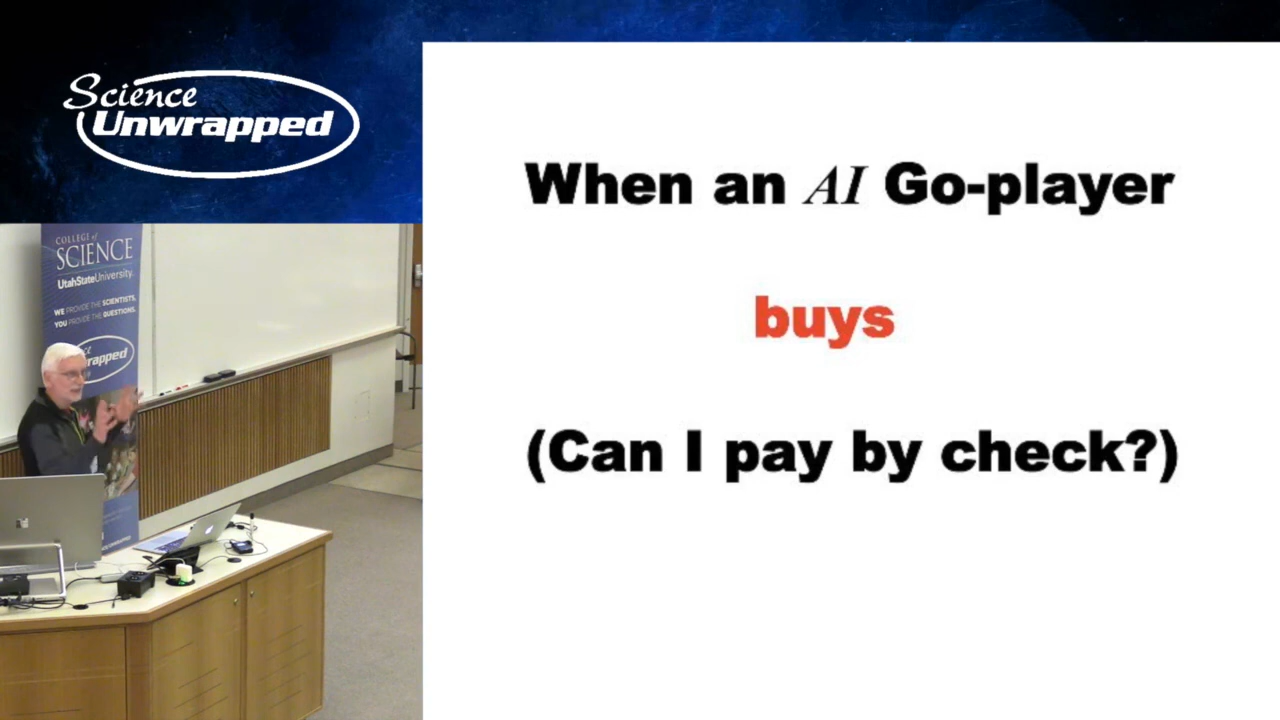 Science
Unwrapped
When an AI Go-player
buys
(Can I pay by check?)
COLLEGE of
SCIENCE
UtahStateUniversity.
WE PROVIDE THE SCIENTISTS.
YOU PROVIDE THE QUESTIONS.